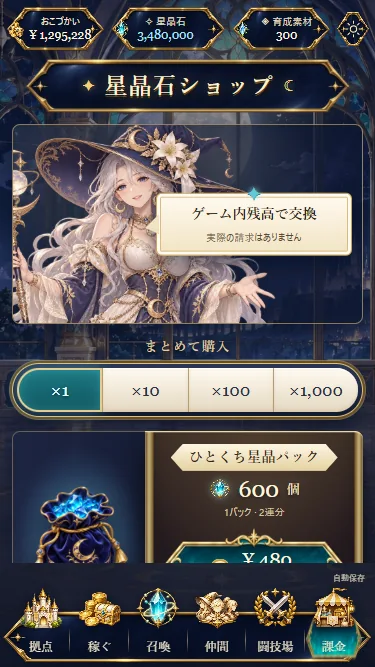 おこづかい
¥1,295,228
✧ 星晶石
3,480,000
◈ 育成素材
300
✦ 星晶石ショップ ☾
ゲーム内残高で交換
実際の請求はありません
まとめて購入
×1
×10
×100
×1,000
ひとくち星晶パック
600 個
1パック・2連分
¥480
自動保存
拠点
稼ぐ
召喚
仲間
闘技場
課金